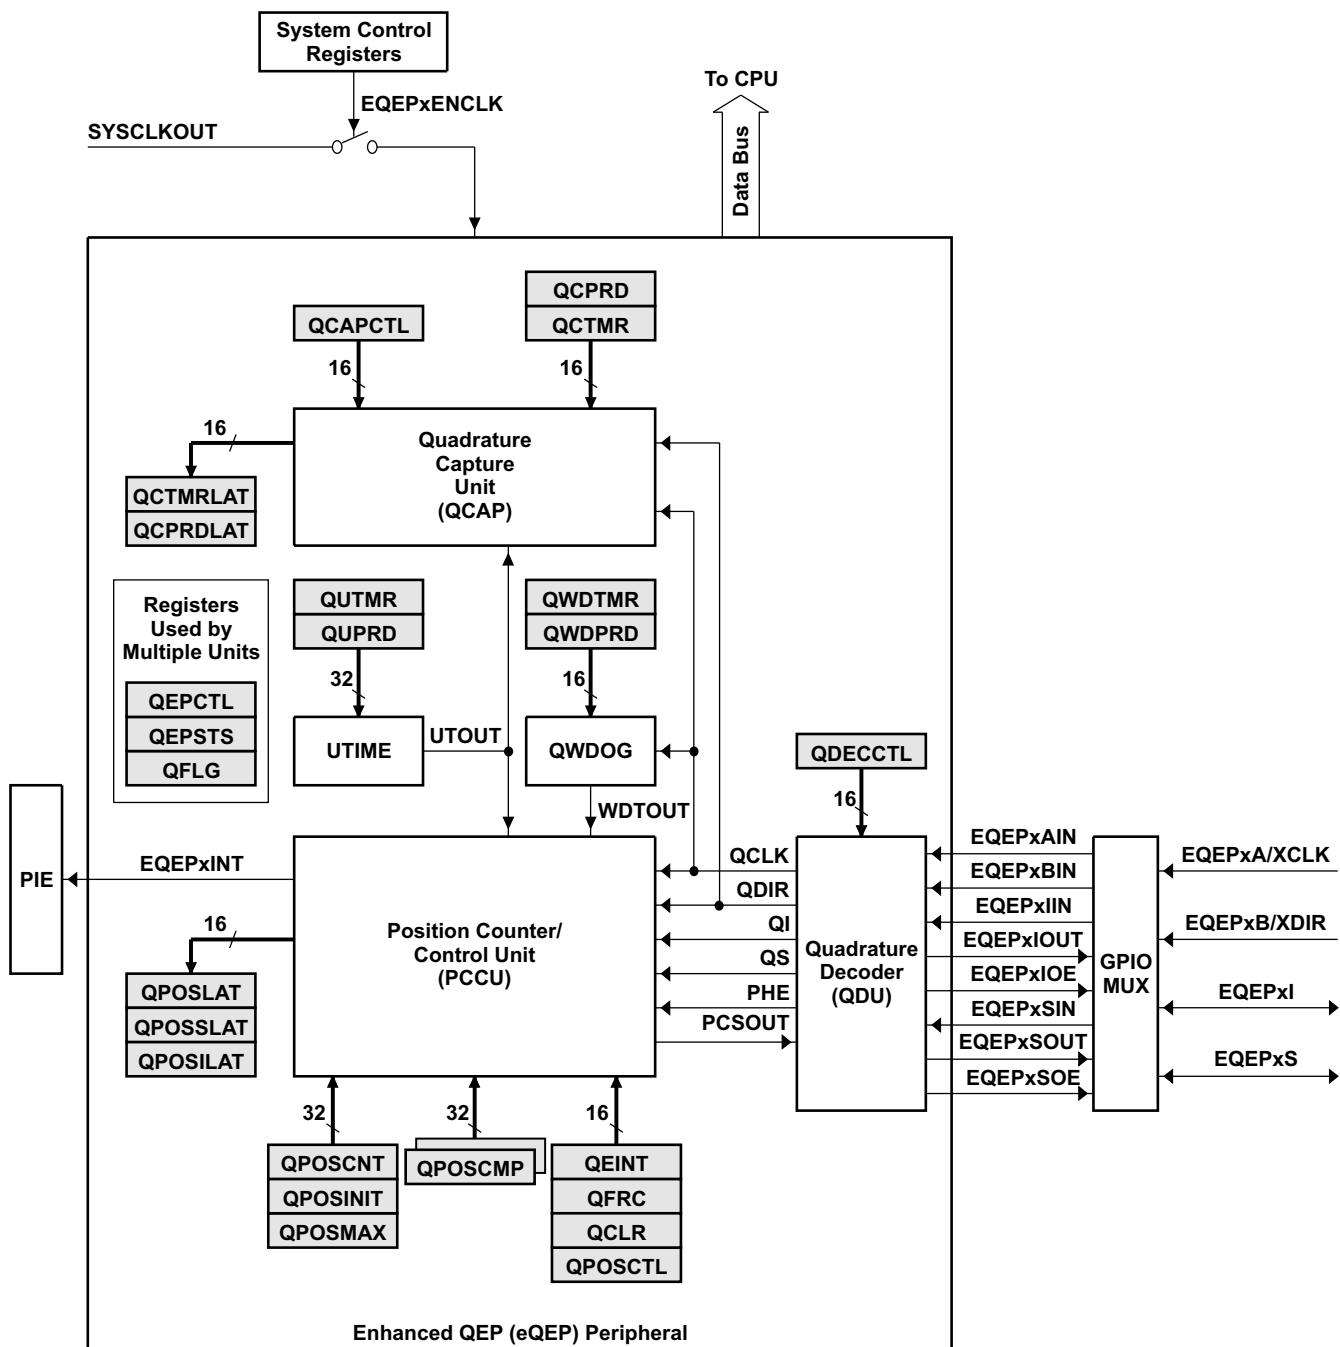 System Control
Registers
To CPU
EQEPxENCLK
SYSCLKOUT
Data Bus
QCPRD
QCAPCTL
QCTMR
16
16
16
Quadrature
Capture
Unit
(QCAP)
QCTMRLAT
QCPRDLAT
Registers
Used by
Multiple Units
QEPCTL
QEPSTS
QFLG
QUTMR
QUPRD
QWDTMR
QWDPRD
32
16
UTIME
UTOUT
QWDOG
QDECCTL
WDTOUT
16
PIE
EQEPxINT
16
Position Counter/
Control Unit
(PCCU)
QCLK
QDIR
QI
QS
PHE
PCSOUT
Quadrature
Decoder
(QDU)
EQEPxAIN
EQEPxBIN
EQEPxIIN
EQEPxIOUT
EQEPxIOE
EQEPxSIN
EQEPxSOUT
EQEPxSOE
GPIO
MUX
EQEPxA/XCLK
EQEPxB/XDIR
EQEPxI
EQEPxS
QPOSLAT
QPOSSLAT
QPOSILAT
32
32
16
QPOSCNT
QPOSINIT
QPOSMAX
QPOSCMP
QEINT
QFRC
QCLR
QPOSCTL
Enhanced QEP (eQEP) Peripheral